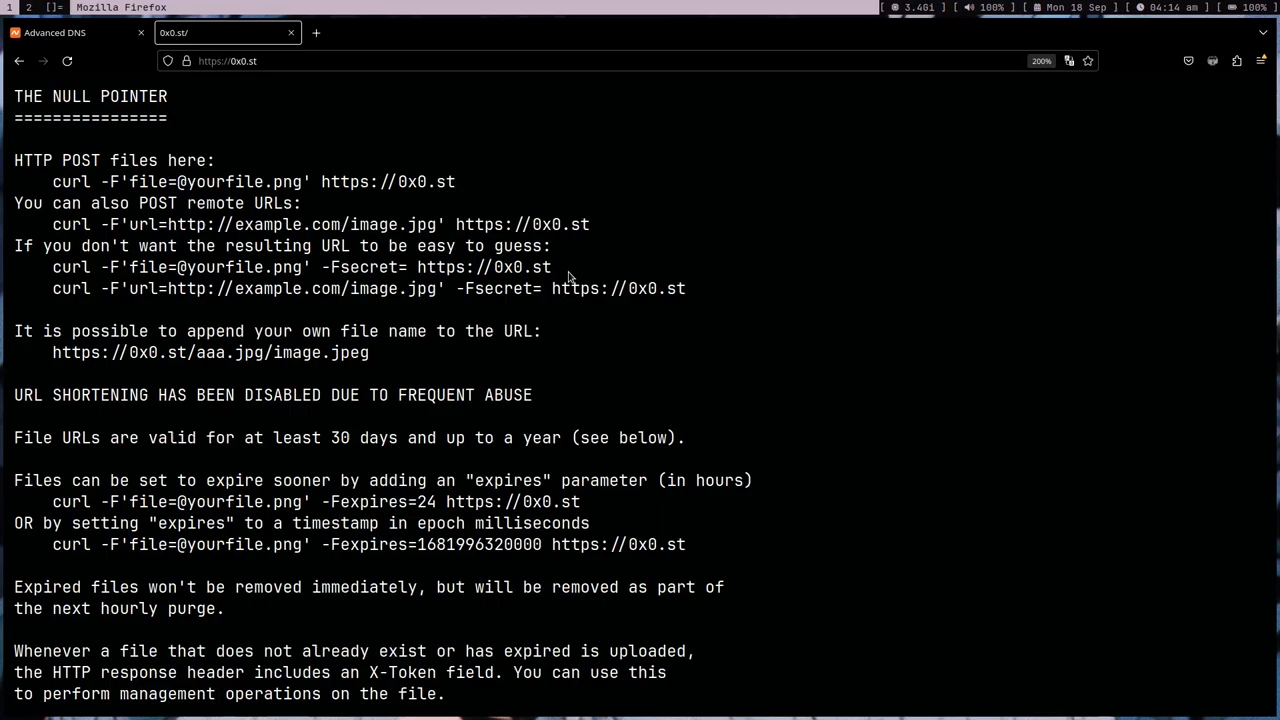 1 2 []= Mozilla Firefox [ 3.4Gi ] [ 100% ] [ Mon 18 Sep ] [ 04:14 am ] [ 100% ]
Advanced DNS 0x0.st/
https://0x0.st 200%
THE NULL POINTER
================
HTTP POST files here:
curl -F'file=@yourfile.png' https://0x0.st
You can also POST remote URLs:
curl -F'url=http://example.com/image.jpg' https://0x0.st
If you don't want the resulting URL to be easy to guess:
curl -F'file=@yourfile.png' -Fsecret= https://0x0.st
curl -F'url=http://example.com/image.jpg' -Fsecret= https://0x0.st
It is possible to append your own file name to the URL:
https://0x0.st/aaa.jpg/image.jpeg
URL SHORTENING HAS BEEN DISABLED DUE TO FREQUENT ABUSE
File URLs are valid for at least 30 days and up to a year (see below).
Files can be set to expire sooner by adding an "expires" parameter (in hours)
curl -F'file=@yourfile.png' -Fexpires=24 https://0x0.st
OR by setting "expires" to a timestamp in epoch milliseconds
curl -F'file=@yourfile.png' -Fexpires=1681996320000 https://0x0.st
Expired files won't be removed immediately, but will be removed as part of
the next hourly purge.
Whenever a file that does not already exist or has expired is uploaded,
the HTTP response header includes an X-Token field. You can use this
to perform management operations on the file.